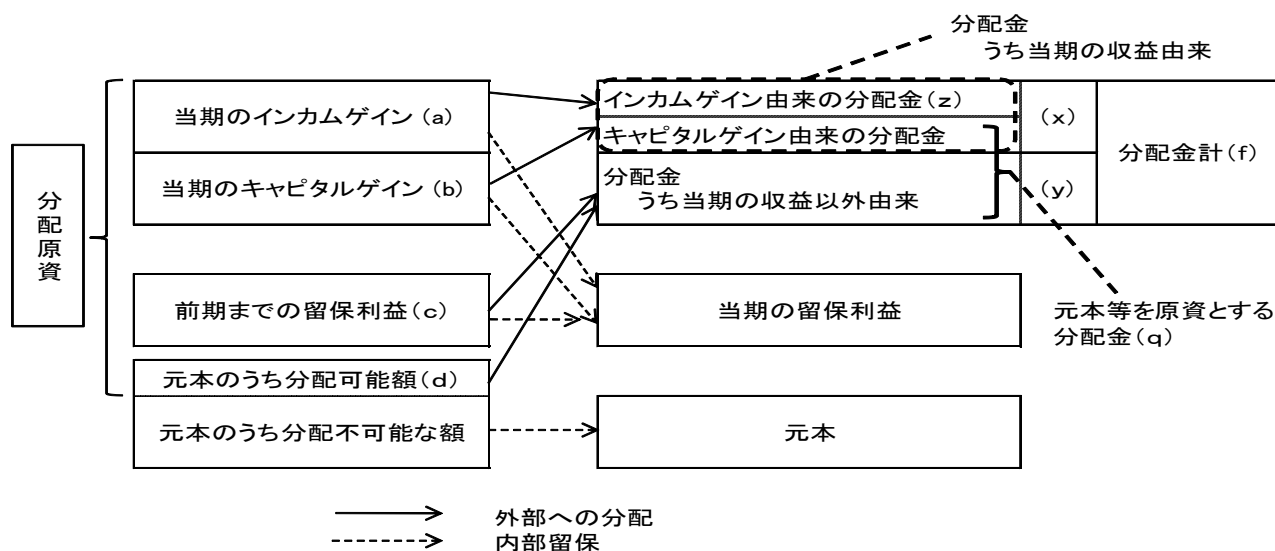 分配金
うち当期の収益由来
分配原資
当期のインカムゲイン(a)
当期のキャピタルゲイン(b)
前期までの留保利益(c)
元本のうち分配可能額(d)
元本のうち分配不可能な額
インカムゲイン由来の分配金(z)
キャピタルゲイン由来の分配金
(x)
分配金
うち当期の収益以外由来
(y)
分配金計(f)
当期の留保利益
元本等を原資とする
分配金(q)
元本
外部への分配
内部留保